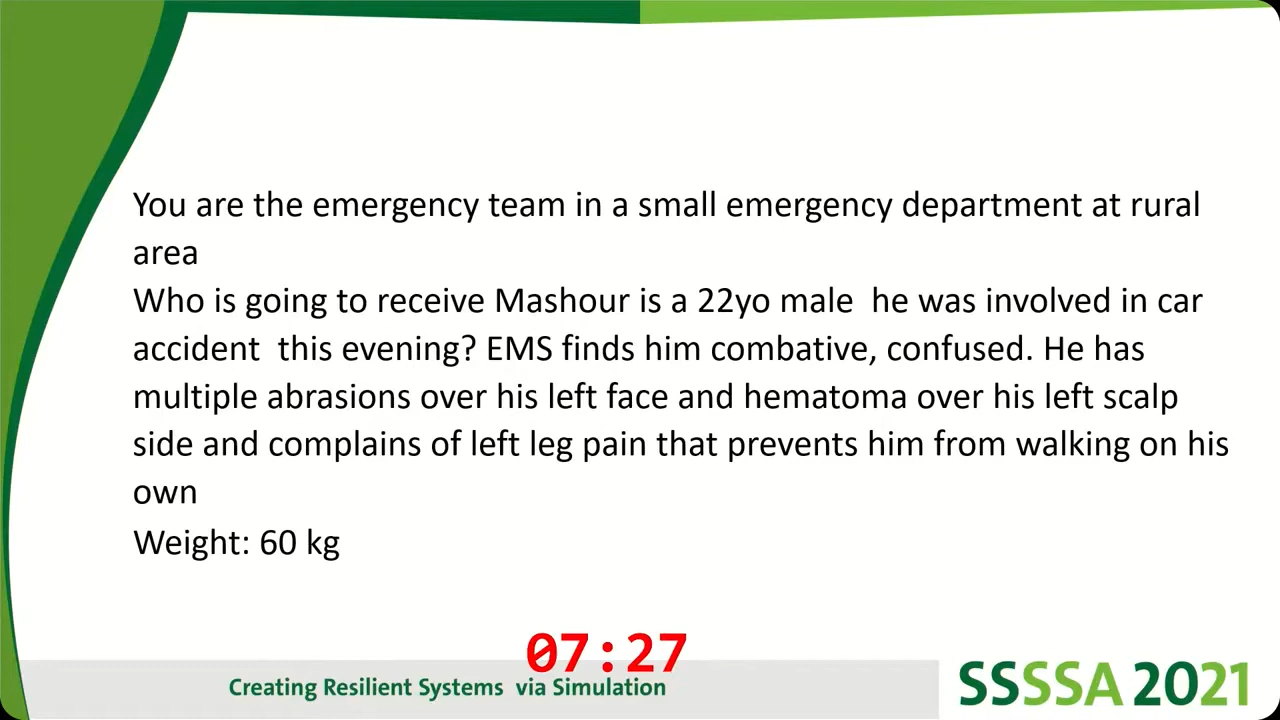 You are the emergency team in a small emergency department at rural
area
Who is going to receive Mashour is a 22yo male  he was involved in car
accident  this evening? EMS finds him combative, confused. He has
multiple abrasions over his left face and hematoma over his left scalp
side and complains of left leg pain that prevents him from walking on his
own
Weight: 60 kg
07:27
Creating Resilient Systems  via Simulation
SSSSA 2021